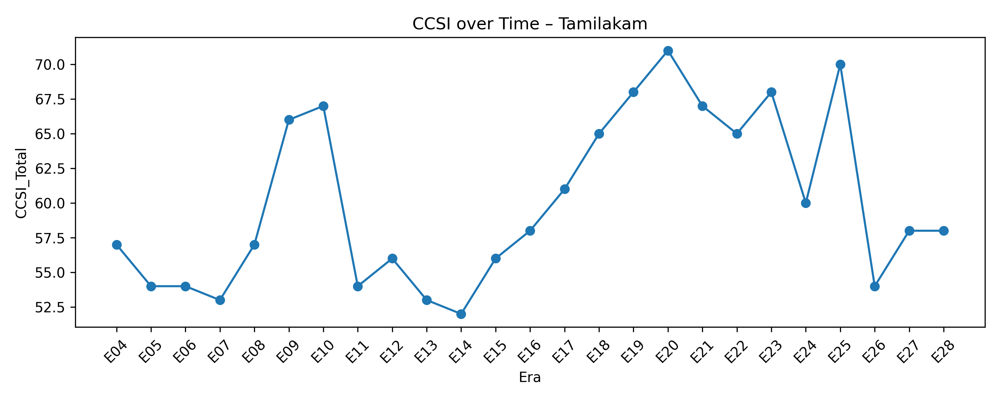 CCSI over Time – Tamilakam
CCSI_Total
70.0
67.5
65.0
62.5
60.0
57.5
55.0
52.5
E04 E05 E06 E07 E08 E09 E10 E11 E12 E13 E14 E15 E16 E17 E18 E19 E20 E21 E22 E23 E24 E25 E26 E27 E28
Era